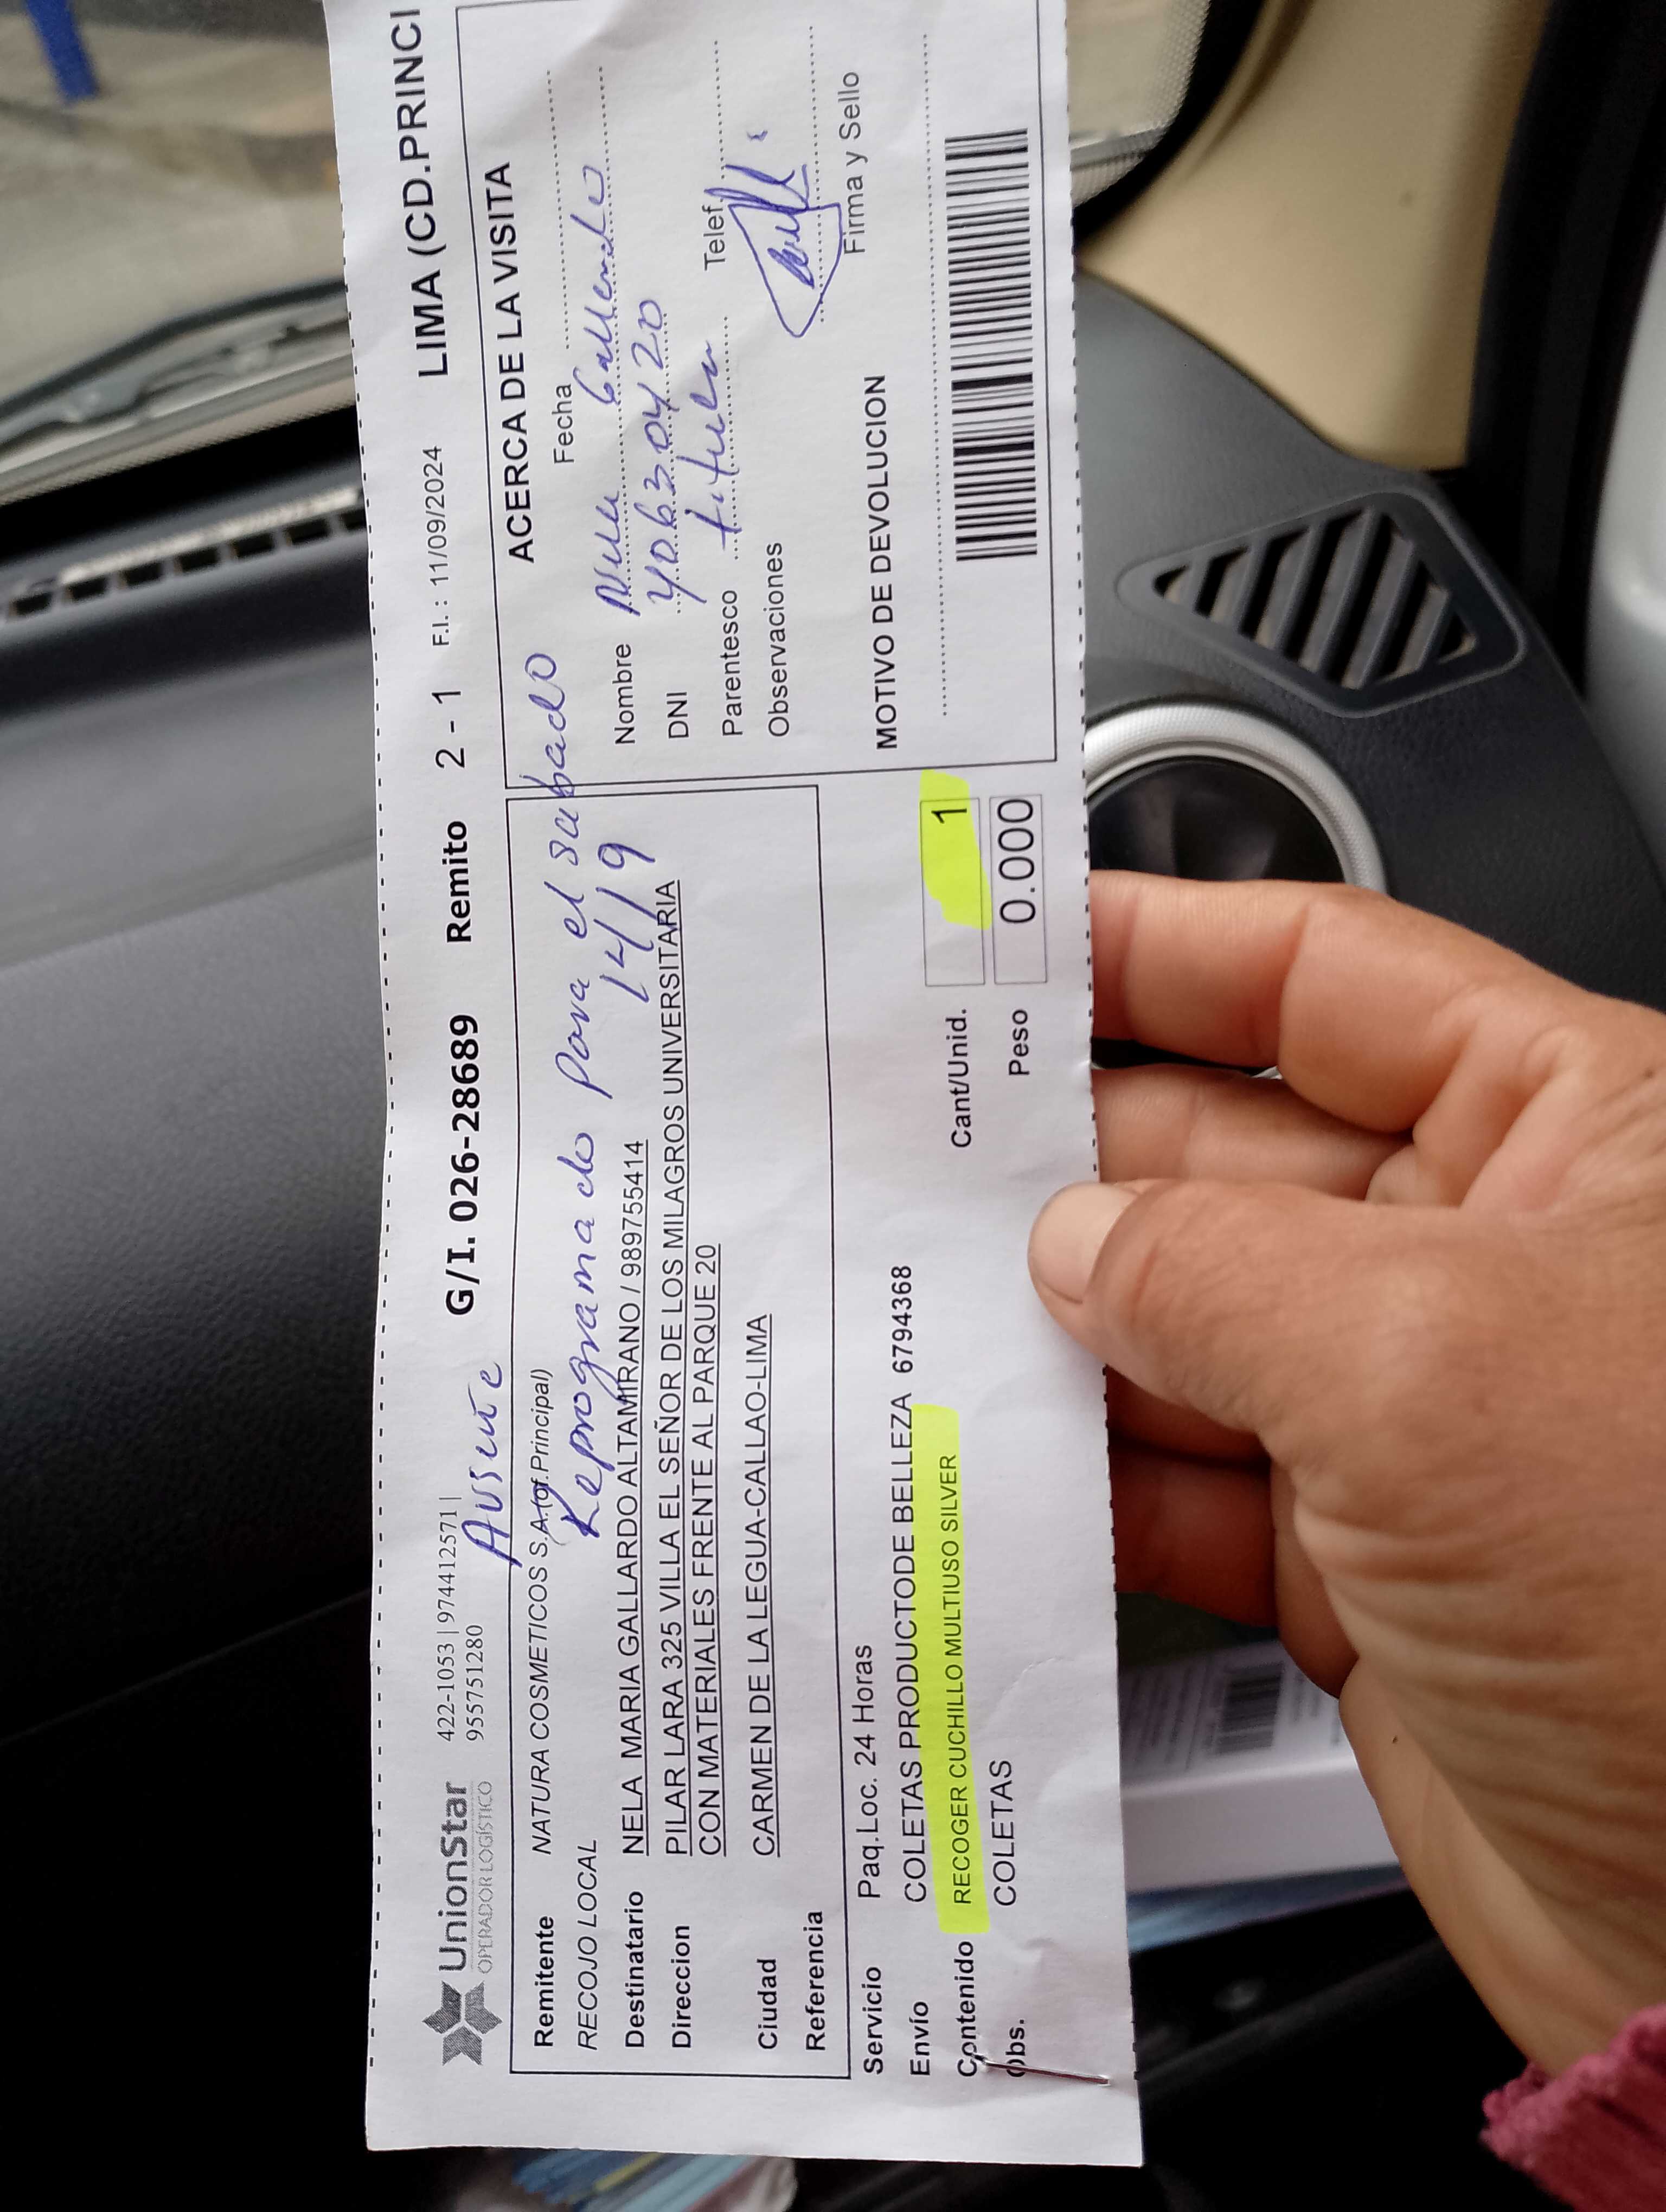 UnionStar
OPERADOR LOGÍSTICO
422-1053 | 974412571 |
955751280
Ausente
G/I. 026-28689 Remito 2 - 1 F.I. : 11/09/2024 LIMA (CD.PRINCI
Remitente NATURA COSMETICOS S.A.(of.Principal)
RECOJO LOCAL
Reprogramado para el sabado
14/9
Destinatario NELA MARIA GALLARDO ALTAMIRANO / 989755414
Direccion PILAR LARA 325 VILLA EL SEÑOR DE LOS MILAGROS UNIVERSITARIA
CON MATERIALES FRENTE AL PARQUE 20
Ciudad CARMEN DE LA LEGUA-CALLAO-LIMA
Referencia
Servicio Paq.Loc. 24 Horas
Envío COLETAS PRODUCTODE BELLEZA 6794368
Contenido RECOGER CUCHILLO MULTIUSO SILVER
Obs. COLETAS
Cant/Unid. 1
Peso 0.000
ACERCA DE LA VISITA
Fecha
Nombre Gallardo
DNI 40630420
Parentesco titular Telef
Observaciones
Firma y Sello
MOTIVO DE DEVOLUCION